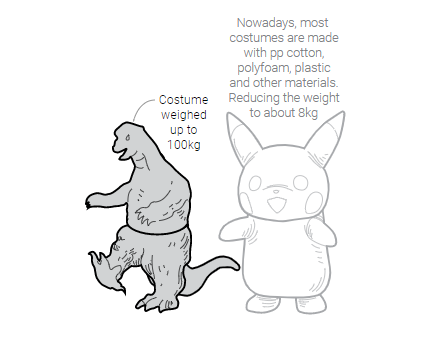 Nowadays, most
costumes are made
with pp cotton,
polyfoam, plastic
and other materials.
Reducing the weight
to about 8kg
Costume
weighed
up to
100kg